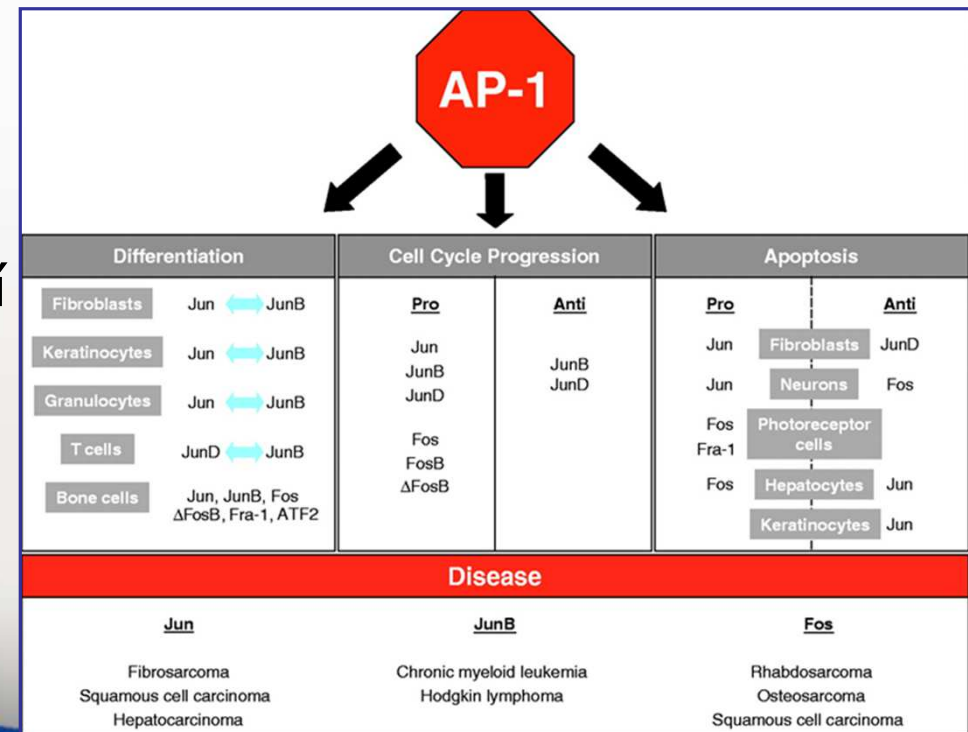 AP-1
Í
Differentiation
Fibroblasts Jun JunB
Keratinocytes Jun JunB
Granulocytes Jun JunB
T cells JunD JunB
Bone cells Jun, JunB, Fos
ΔFosB, Fra-1, ATF2
Cell Cycle Progression
Pro Anti
Jun
JunB JunB
JunD JunD
Fos
FosB
ΔFosB
Apoptosis
Pro Anti
Jun Fibroblasts JunD
Jun Neurons Fos
Fos Photoreceptor
Fra-1 cells
Fos Hepatocytes Jun
Keratinocytes Jun
Disease
Jun
Fibrosarcoma
Squamous cell carcinoma
Hepatocarcinoma
JunB
Chronic myeloid leukemia
Hodgkin lymphoma
Fos
Rhabdosarcoma
Osteosarcoma
Squamous cell carcinoma